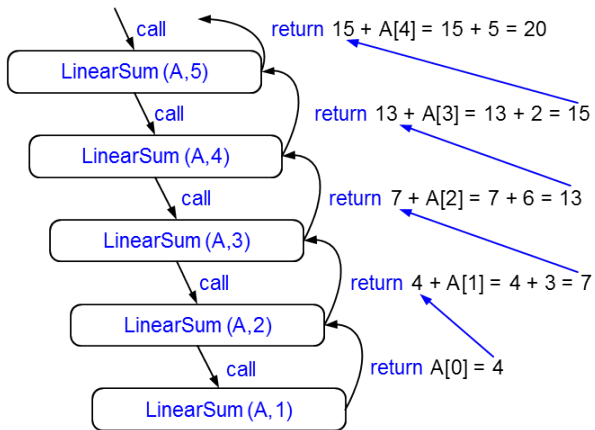 call
return 15 + A[4] = 15 + 5 = 20
LinearSum (A,5)
call
return 13 + A[3] = 13 + 2 = 15
LinearSum (A,4)
call
return 7 + A[2] = 7 + 6 = 13
LinearSum (A,3)
call
return 4 + A[1] = 4 + 3 = 7
LinearSum (A,2)
call
return A[0] = 4
LinearSum (A,1)